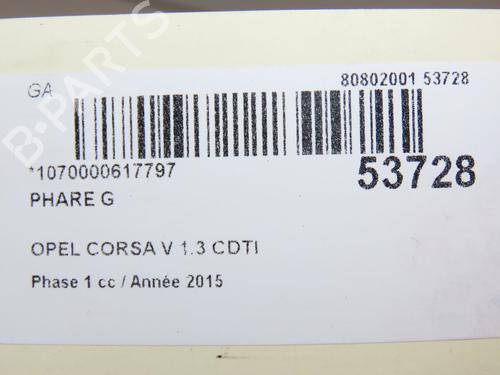 B-PARTS
GA
80802001 53728
*1070000617797
53728
PHARE G
OPEL CORSA V 1.3 CDTI
Phase 1 cc / Année 2015